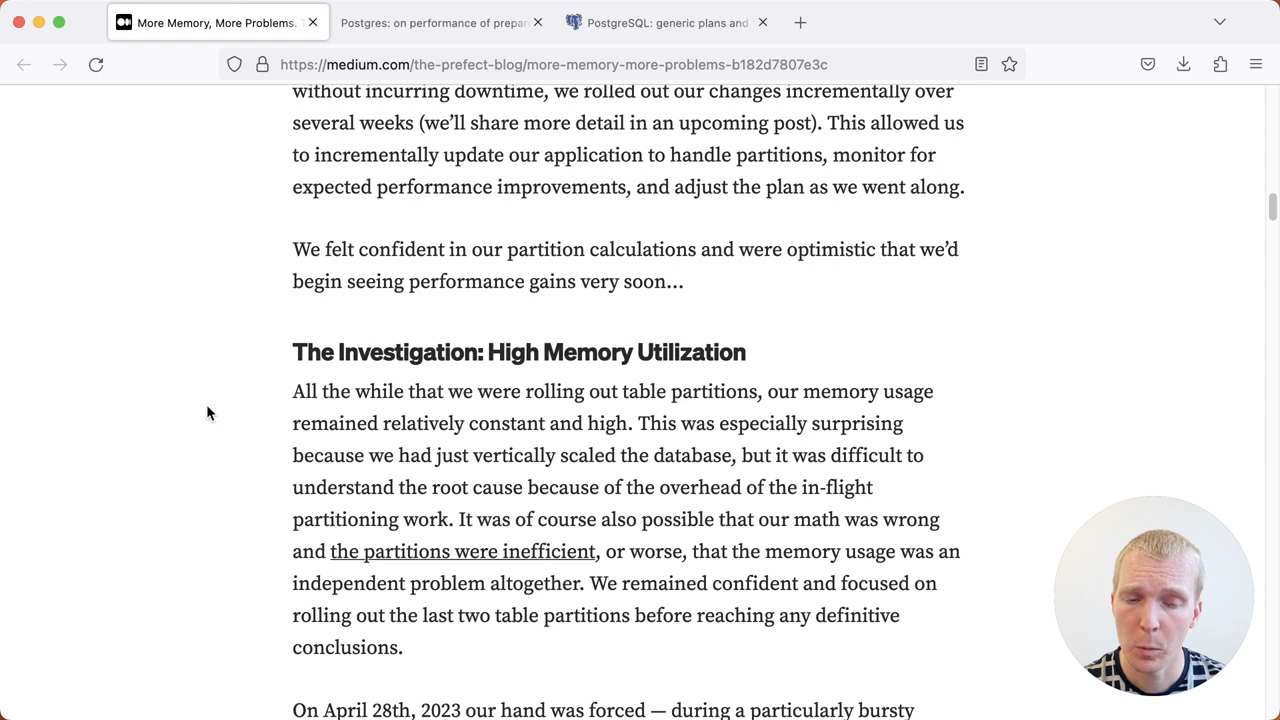 More Memory, More Problems. T
Postgres: on performance of prepar
PostgreSQL: generic plans and
https://medium.com/the-prefect-blog/more-memory-more-problems-b182d7807e3c
without incurring downtime, we rolled out our changes incrementally over
several weeks (we’ll share more detail in an upcoming post). This allowed us
to incrementally update our application to handle partitions, monitor for
expected performance improvements, and adjust the plan as we went along.
We felt confident in our partition calculations and were optimistic that we’d
begin seeing performance gains very soon…
The Investigation: High Memory Utilization
All the while that we were rolling out table partitions, our memory usage
remained relatively constant and high. This was especially surprising
because we had just vertically scaled the database, but it was difficult to
understand the root cause because of the overhead of the in-flight
partitioning work. It was of course also possible that our math was wrong
and the partitions were inefficient, or worse, that the memory usage was an
independent problem altogether. We remained confident and focused on
rolling out the last two table partitions before reaching any definitive
conclusions.
On April 28th, 2023 our hand was forced — during a particularly bursty